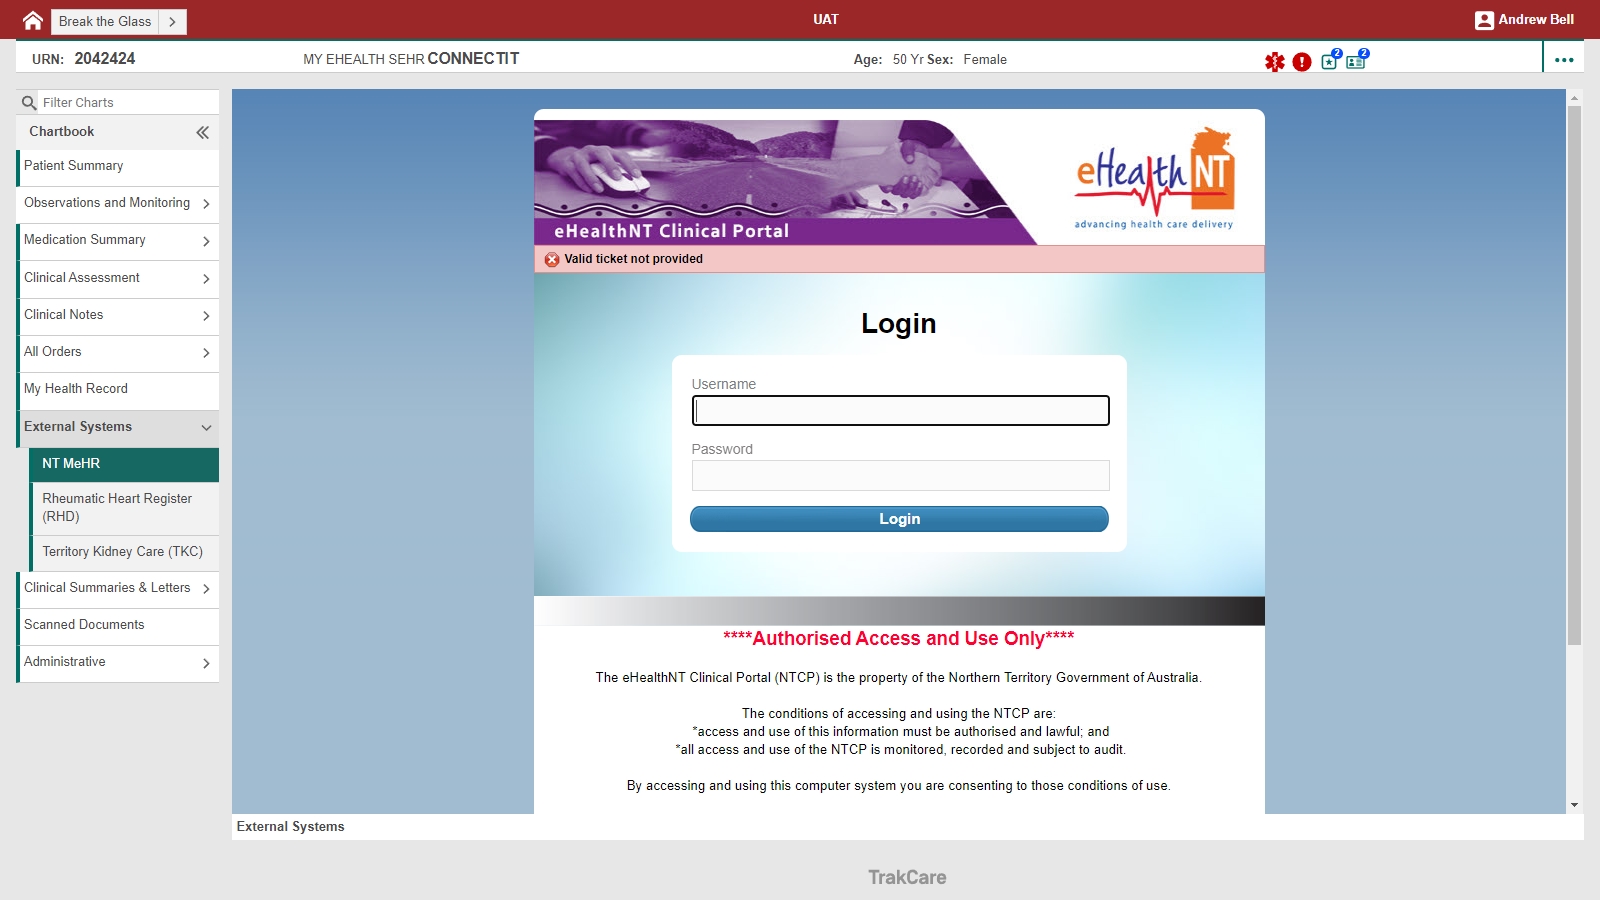 Break the Glass
UAT
Andrew Bell
URN: 2042424
MY EHEALTH SEHR CONNECTIT
Age: 50 Yr Sex: Female
2
2
Filter Charts
Chartbook
Patient Summary
Observations and Monitoring
Medication Summary
Clinical Assessment
Clinical Notes
All Orders
My Health Record
External Systems
NT MeHR
Rheumatic Heart Register
(RHD)
Territory Kidney Care (TKC)
Clinical Summaries & Letters
Scanned Documents
Administrative
eHealth NT
advancing health care delivery
eHealthNT Clinical Portal
Valid ticket not provided
Login
Username
Password
Login
****Authorised Access and Use Only****
The eHealthNT Clinical Portal (NTCP) is the property of the Northern Territory Government of Australia.
The conditions of accessing and using the NTCP are:
*access and use of this information must be authorised and lawful; and
*all access and use of the NTCP is monitored, recorded and subject to audit.
By accessing and using this computer system you are consenting to those conditions of use.
External Systems
TrakCare